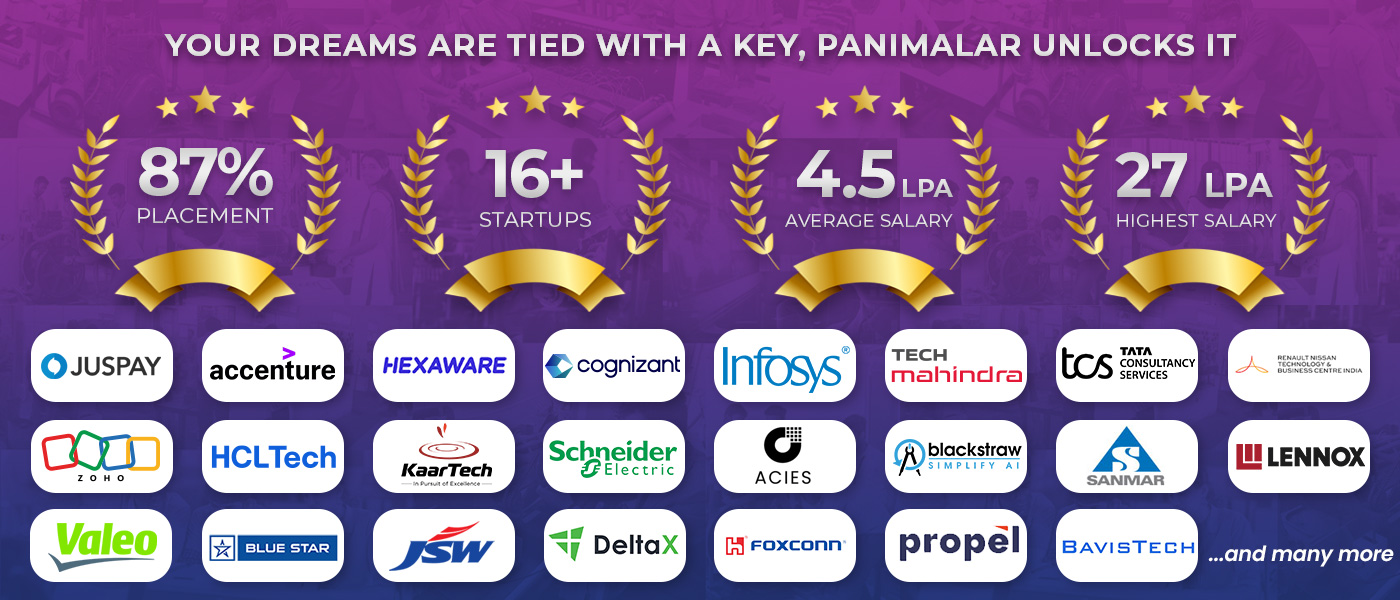 YOUR DREAMS ARE TIED WITH A KEY, PANIMALAR UNLOCKS IT
87%
PLACEMENT
16+
STARTUPS
4.5 LPA
AVERAGE SALARY
27 LPA
HIGHEST SALARY
JUSPAY
accenture
HEXAWARE
cognizant
Infosys®
TECH
mahindra
tcs
TATA
CONSULTANCY
SERVICES
RENAULT NISSAN
TECHNOLOGY &
BUSINESS CENTRE INDIA
ZOHO
HCLTech
KaarTech
In Pursuit of Excellence
Schneider
Electric
ACIES
blackstraw
SIMPLIFY AI
SANMAR
LENNOX
Valeo
BLUE STAR
JSW
DeltaX
FOXCONN
propel
BAVISTECH
...and many more